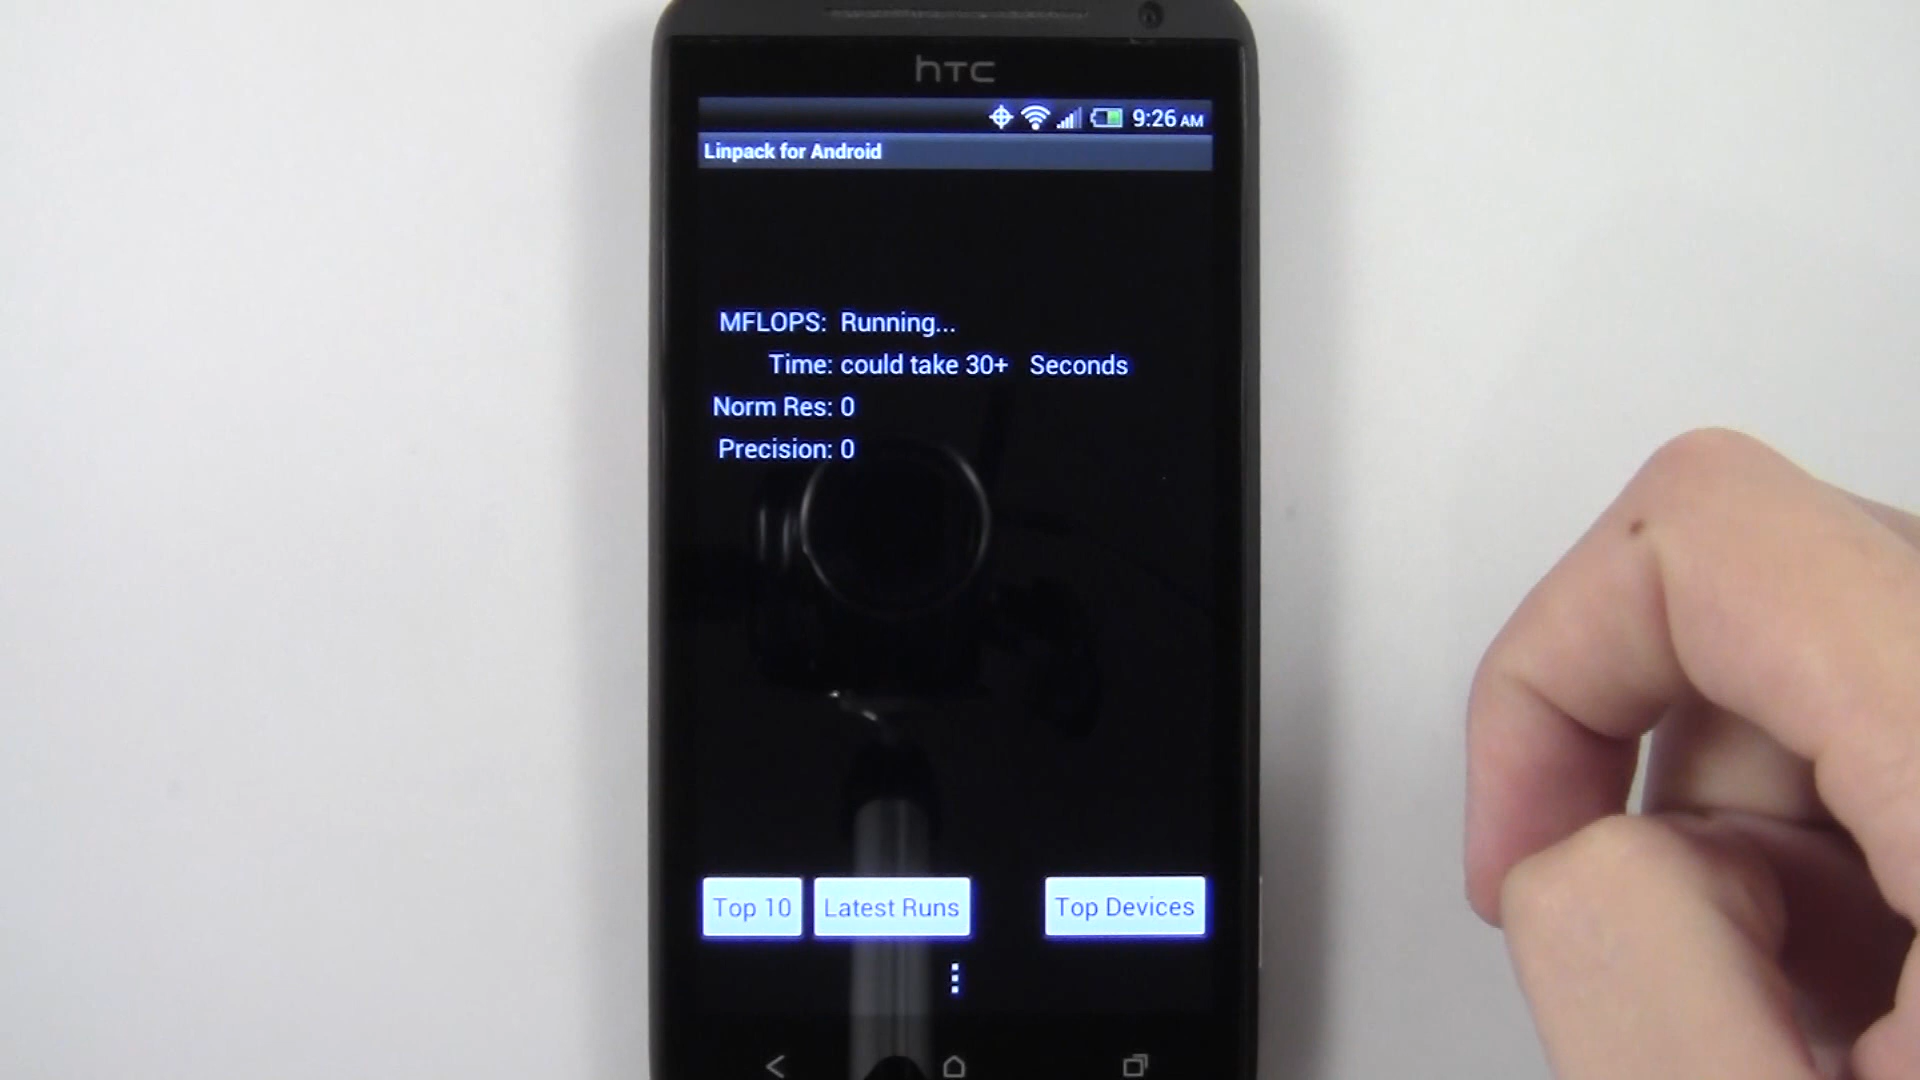 hTC
9:26 AM
Linpack for Android
MFLOPS: Running...
Time: could take 30+ Seconds
Norm Res: 0
Precision: 0
Top 10 Latest Runs Top Devices